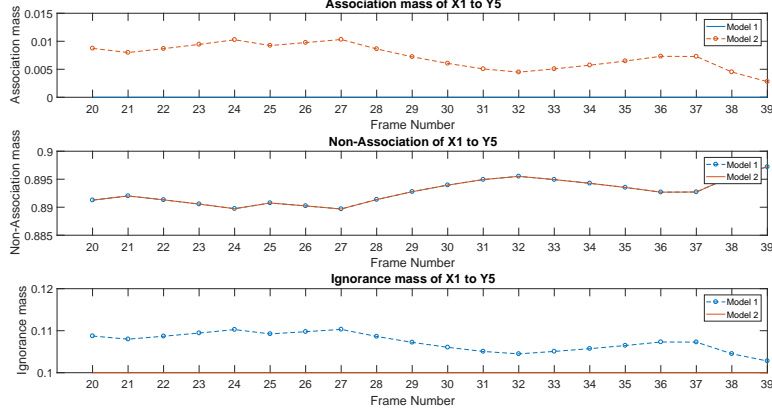 Association mass of X1 to Y5
Association mass
0.015
0.01
0.005
0
Model 1
Model 2
20 21 22 23 24 25 26 27 28 29 30 31 32 33 34 35 36 37 38 39
Frame Number
Non-Association of X1 to Y5
Non-Association mass
0.9
0.895
0.89
0.885
Model 1
Model 2
20 21 22 23 24 25 26 27 28 29 30 31 32 33 34 35 36 37 38 39
Frame Number
Ignorance mass of X1 to Y5
Ignorance mass
0.12
0.11
0.1
Model 1
Model 2
20 21 22 23 24 25 26 27 28 29 30 31 32 33 34 35 36 37 38 39
Frame Number